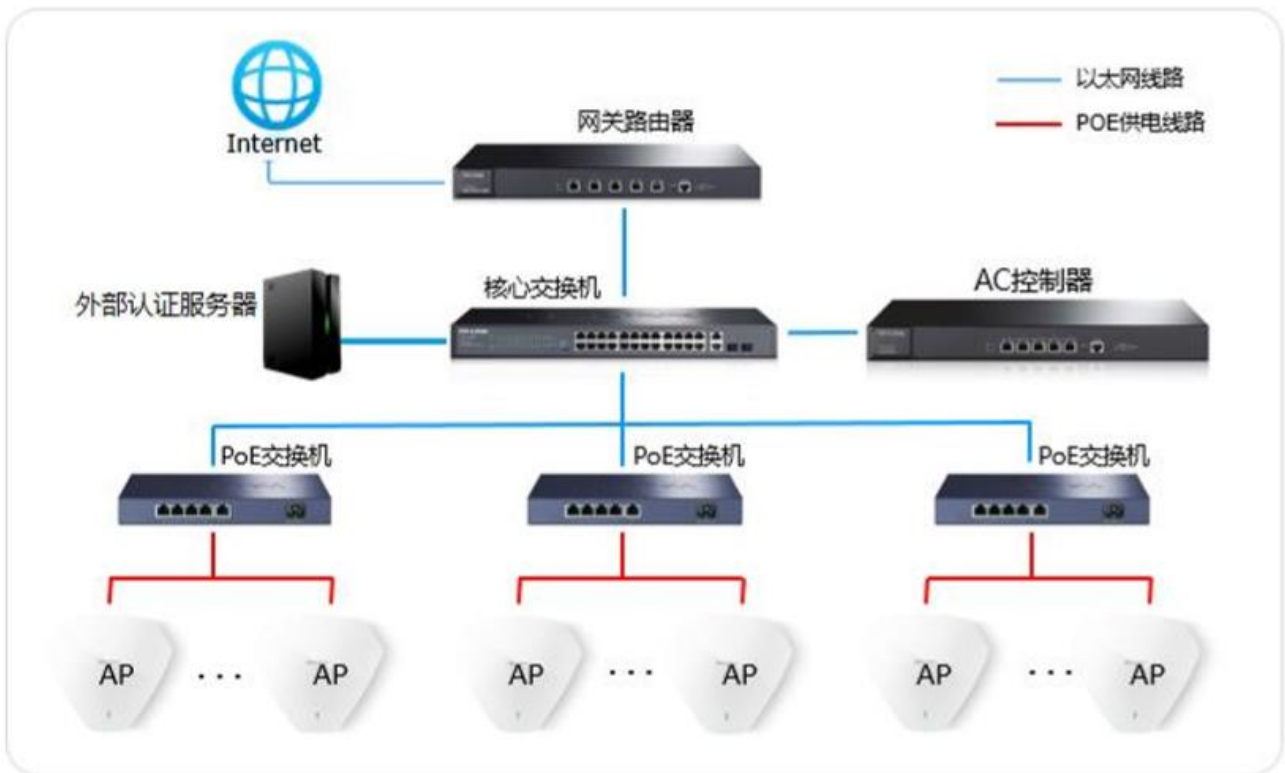 以太网线路
POE供电线路
Internet
网关路由器
外部认证服务器
核心交换机
AC控制器
PoE交换机
PoE交换机
PoE交换机
AP
...
AP
AP
...
AP
AP
...
AP